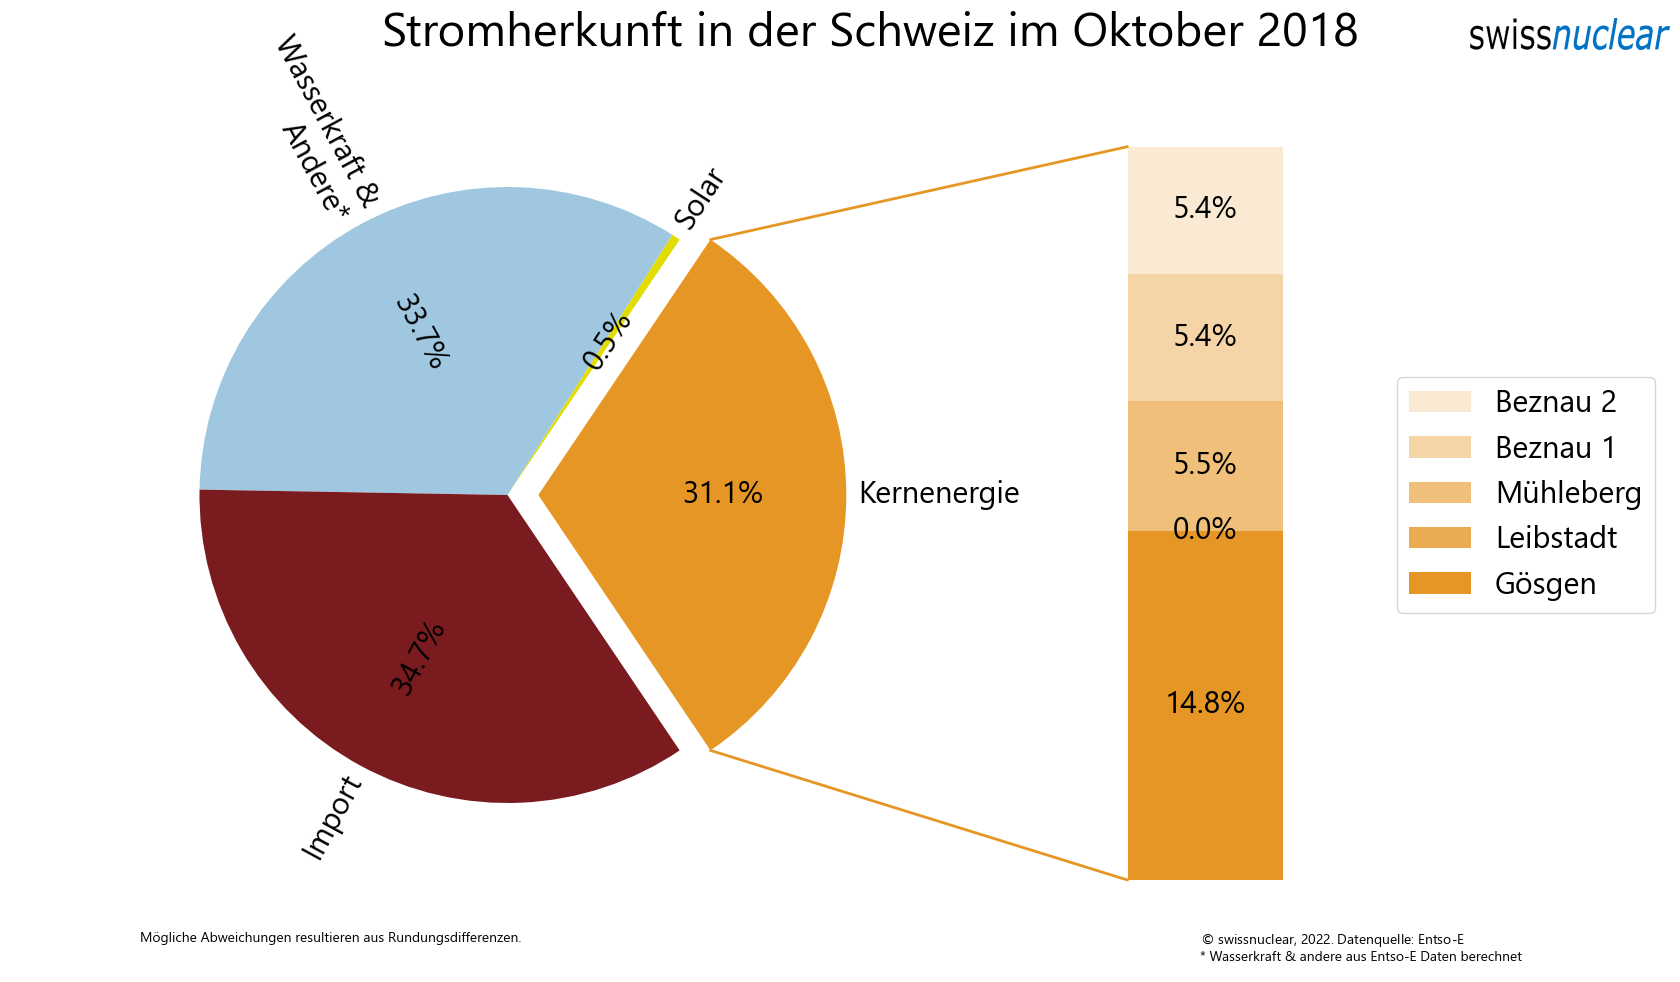 Stromherkunft in der Schweiz im Oktober 2018
swissnuclear
Wasserkraft &
Andere*
Solar
33.7%
0.5%
31.1%
Kernenergie
34.7%
Import
5.4%
5.4%
5.5%
0.0%
14.8%
Beznau 2
Beznau 1
Mühleberg
Leibstadt
Gösgen
Mögliche Abweichungen resultieren aus Rundungsdifferenzen.
© swissnuclear, 2022. Datenquelle: Entso-E
* Wasserkraft & andere aus Entso-E Daten berechnet